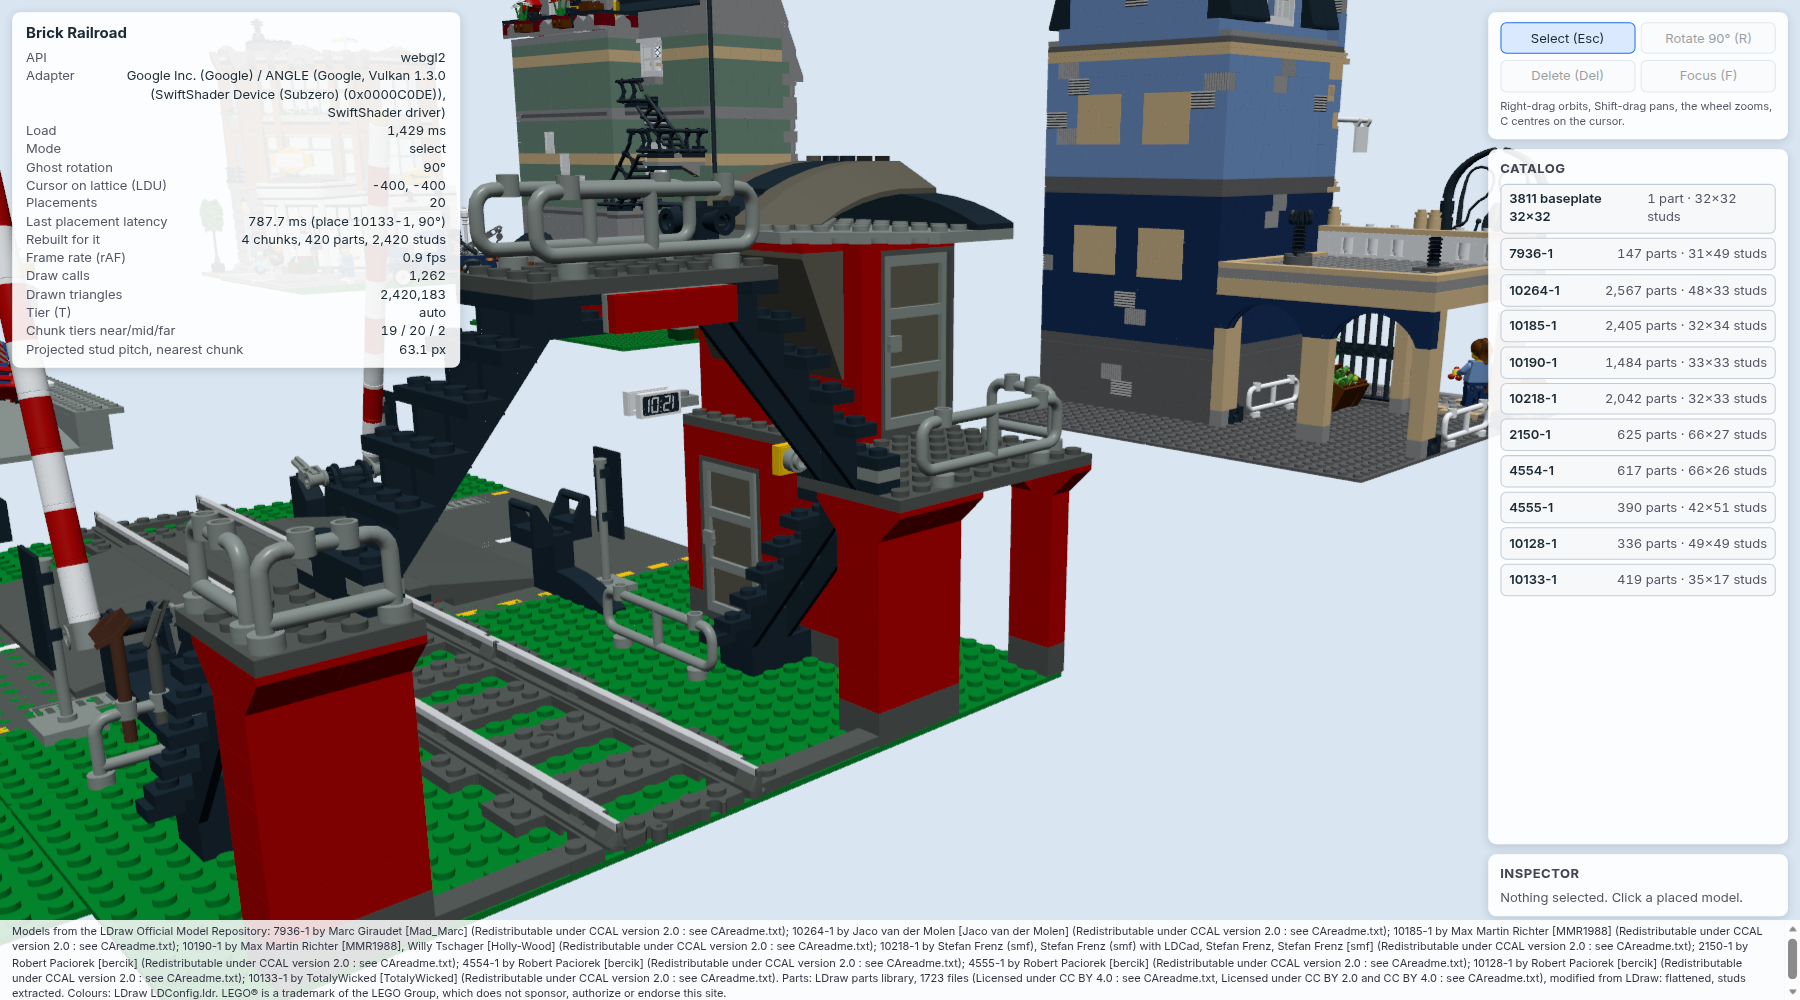 Brick Railroad
API webgl2
Adapter Google Inc. (Google) / ANGLE (Google, Vulkan 1.3.0
(SwiftShader Device (Subzero) (0x0000C0DE)),
SwiftShader driver)
Load 1,429 ms
Mode select
Ghost rotation 90°
Cursor on lattice (LDU) -400, -400
Placements 20
Last placement latency 787.7 ms (place 10133-1, 90°)
Rebuilt for it 4 chunks, 420 parts, 2,420 studs
Frame rate (rAF) 0.9 fps
Draw calls 1,262
Drawn triangles 2,420,183
Tier (T) auto
Chunk tiers near/mid/far 19 / 20 / 2
Projected stud pitch, nearest chunk 63.1 px
10:21
Select (Esc) Rotate 90° (R)
Delete (Del) Focus (F)
Right-drag orbits, Shift-drag pans, the wheel zooms,
C centres on the cursor.
CATALOG
3811 baseplate 1 part · 32×32
32×32 studs
7936-1 147 parts · 31×49 studs
10264-1 2,567 parts · 48×33 studs
10185-1 2,405 parts · 32×34 studs
10190-1 1,484 parts · 33×33 studs
10218-1 2,042 parts · 32×33 studs
2150-1 625 parts · 66×27 studs
4554-1 617 parts · 66×26 studs
4555-1 390 parts · 42×51 studs
10128-1 336 parts · 49×49 studs
10133-1 419 parts · 35×17 studs
INSPECTOR
Nothing selected. Click a placed model.
Models from the LDraw Official Model Repository: 7936-1 by Marc Giraudet [Mad_Marc] (Redistributable under CCAL version 2.0 : see CAreadme.txt); 10264-1 by Jaco van der Molen [Jaco van der Molen] (Redistributable under CCAL version 2.0 : see CAreadme.txt); 10185-1 by Max Martin Richter [MMR1988] (Redistributable under CCAL
version 2.0 : see CAreadme.txt); 10190-1 by Max Martin Richter [MMR1988], Willy Tschager [Holly-Wood] (Redistributable under CCAL version 2.0 : see CAreadme.txt); 10218-1 by Stefan Frenz (smf), Stefan Frenz (smf) with LDCad, Stefan Frenz, Stefan Frenz [smf] (Redistributable under CCAL version 2.0 : see CAreadme.txt); 2150-1 by
Robert Paciorek [bercik] (Redistributable under CCAL version 2.0 : see CAreadme.txt); 4554-1 by Robert Paciorek [bercik] (Redistributable under CCAL version 2.0 : see CAreadme.txt); 4555-1 by Robert Paciorek [bercik] (Redistributable under CCAL version 2.0 : see CAreadme.txt); 10128-1 by Robert Paciorek [bercik] (Redistributable
under CCAL version 2.0 : see CAreadme.txt); 10133-1 by TotalyWicked [TotalyWicked] (Redistributable under CCAL version 2.0 : see CAreadme.txt). Parts: LDraw parts library, 1723 files (Licensed under CC BY 4.0 : see CAreadme.txt, Licensed under CC BY 2.0 and CC BY 4.0 : see CAreadme.txt), modified from LDraw: flattened, studs
extracted. Colours: LDraw LDConfig.ldr. LEGO® is a trademark of the LEGO Group, which does not sponsor, authorize or endorse this site.